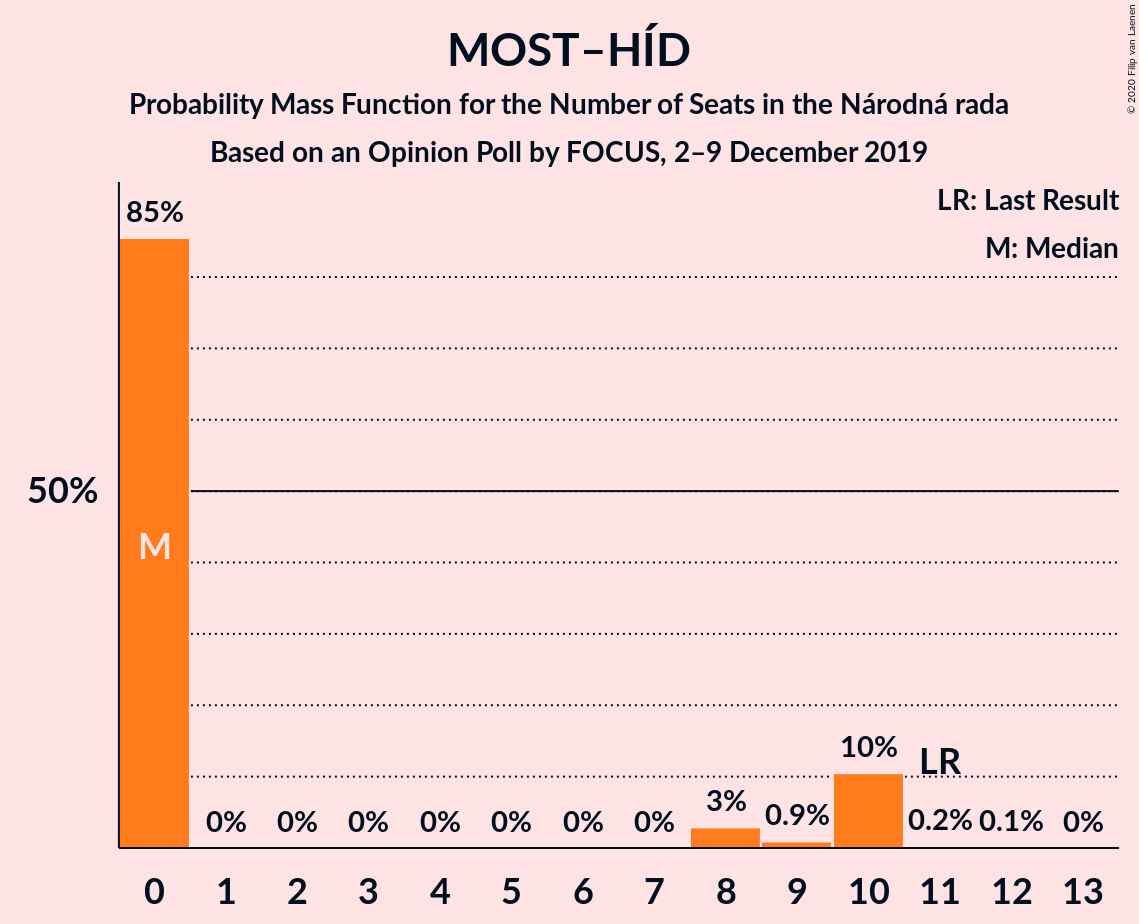 MOST–HÍD
Probability Mass Function for the Number of Seats in the Národná rada
Based on an Opinion Poll by FOCUS, 2–9 December 2019
© 2020 Filip van Laenen
LR: Last Result
M: Median
85%
50%
M
10%
LR
3%
0.9%
0% 0% 0% 0% 0% 0% 0% 0.2% 0.1% 0%
0 1 2 3 4 5 6 7 8 9 10 11 12 13